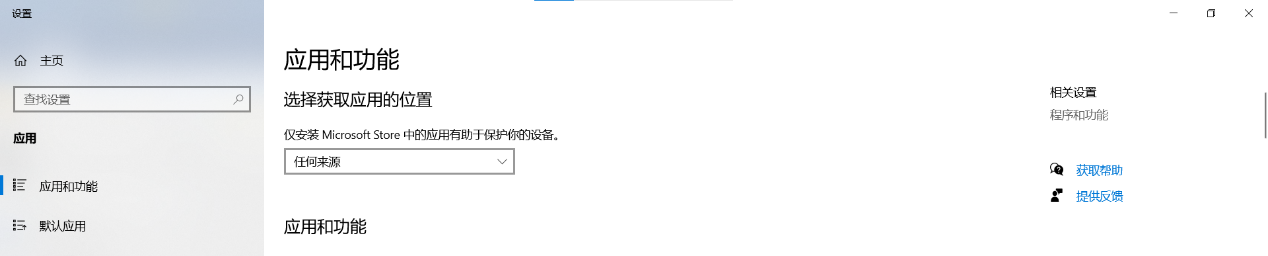 设置
主页
查找设置
应用
应用和功能
默认应用
应用和功能
选择获取应用的位置
仅安装 Microsoft Store 中的应用有助于保护你的设备。
任何来源
应用和功能
相关设置
程序和功能
获取帮助
提供反馈